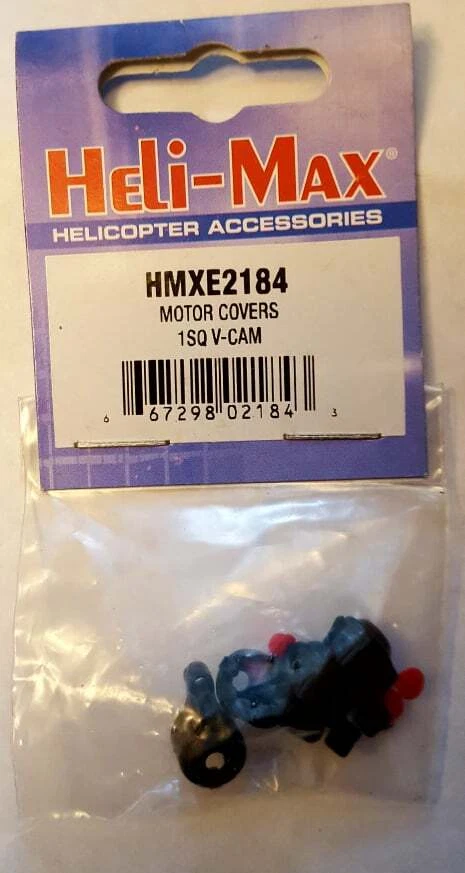 HELI-MAX®
HELICOPTER ACCESSORIES
HMXE2184
MOTOR COVERS
1SQ V-CAM
6 67298 02184 3